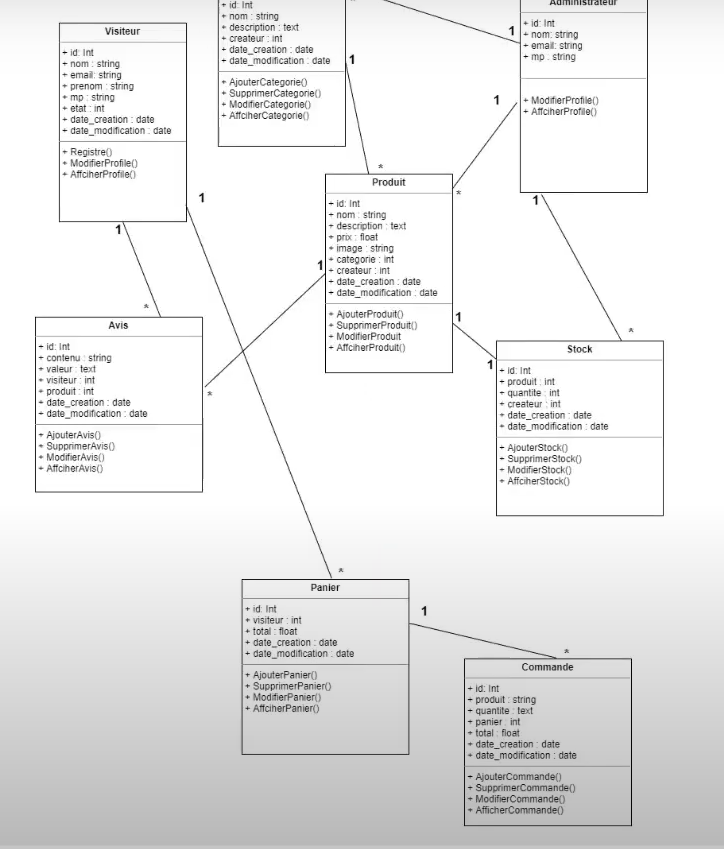 Visiteur
+ id: Int
+ nom : string
+ email: string
+ prenom : string
+ mp : string
+ etat : int
+ date_creation : date
+ date_modification : date
+ Registre()
+ ModifierProfile()
+ AffciherProfile()
+ id: Int
+ nom : string
+ description : text
+ createur : int
+ date_creation : date
+ date_modification : date
+ AjouterCategorie()
+ SupprimerCategorie()
+ ModifierCategorie()
+ AffciherCategorie()
Administrateur
+ id: Int
+ nom: string
+ email: string
+ mp : string
+ ModifierProfile()
+ AffciherProfile()
*
1
1
*
1
*
1
*
1
*
1
*
1
*
1
1
Produit
+ id: Int
+ nom : string
+ description : text
+ prix : float
+ image : string
+ categorie : int
+ createur : int
+ date_creation : date
+ date_modification : date
+ AjouterProduit()
+ SupprimerProduit()
+ ModifierProduit
+ AffciherProduit()
Avis
+ id: Int
+ contenu : string
+ valeur : text
+ visiteur : int
+ produit : int
+ date_creation : date
+ date_modification : date
+ AjouterAvis()
+ SupprimerAvis()
+ ModifierAvis()
+ AffciherAvis()
Stock
+ id: Int
+ produit : int
+ quantite : int
+ createur : int
+ date_creation : date
+ date_modification : date
+ AjouterStock()
+ SupprimerStock()
+ ModifierStock()
+ AffciherStock()
*
Panier
+ id: Int
+ visiteur : int
+ total : float
+ date_creation : date
+ date_modification : date
+ AjouterPanier()
+ SupprimerPanier()
+ ModifierPanier()
+ AffciherPanier()
1
*
Commande
+ id: Int
+ produit : string
+ quantite : text
+ panier : int
+ total : float
+ date_creation : date
+ date_modification : date
+ AjouterCommande()
+ SupprimerCommande()
+ ModifierCommande()
+ AfficherCommande()